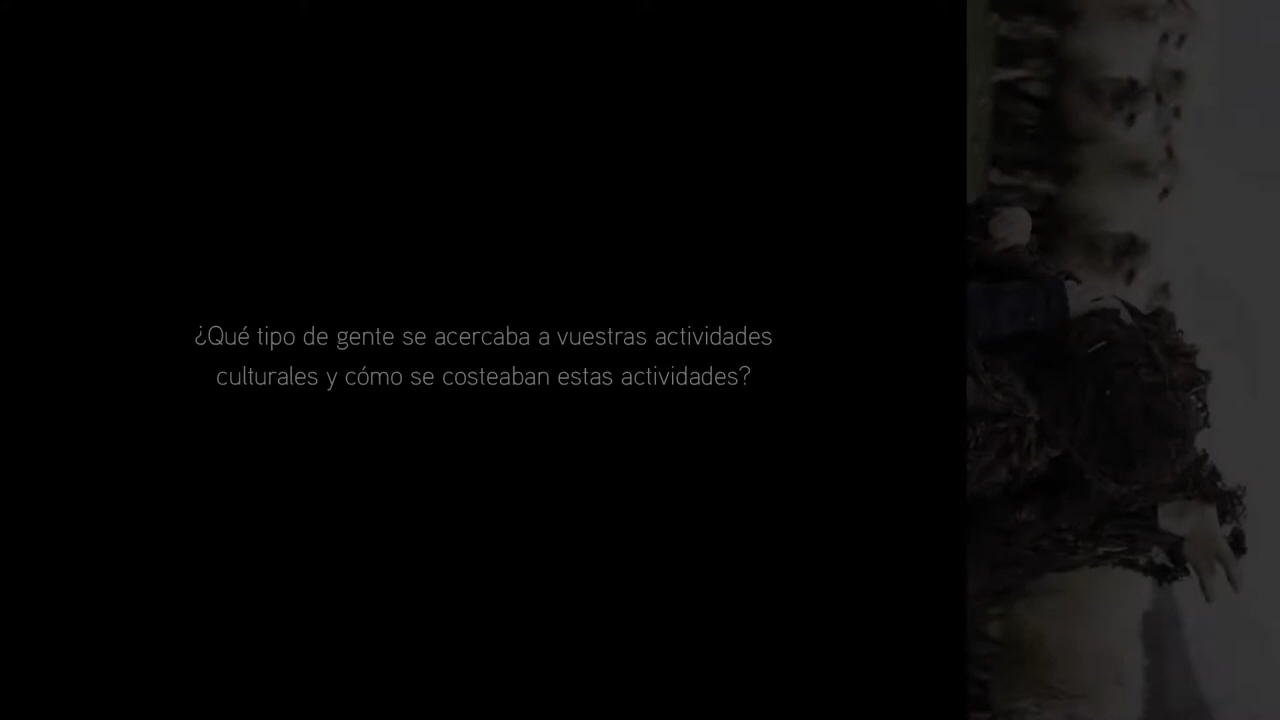 ¿Qué tipo de gente se acercaba a vuestras actividades
culturales y cómo se costeaban estas actividades?